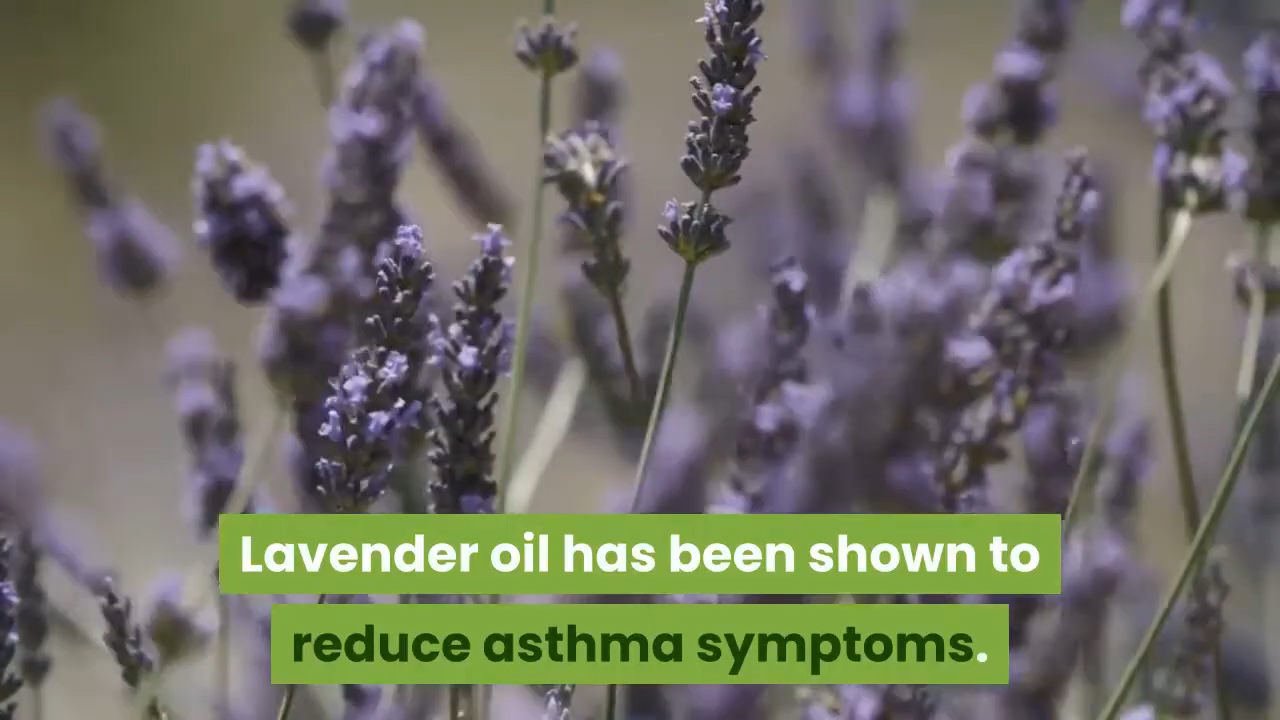 Lavender oil has been shown to
reduce asthma symptoms.